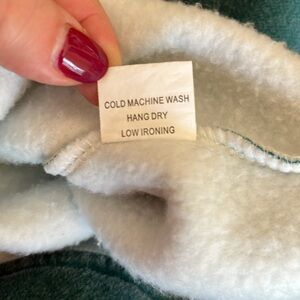 COLD MACHINE WASH
HANG DRY
LOW IRONING